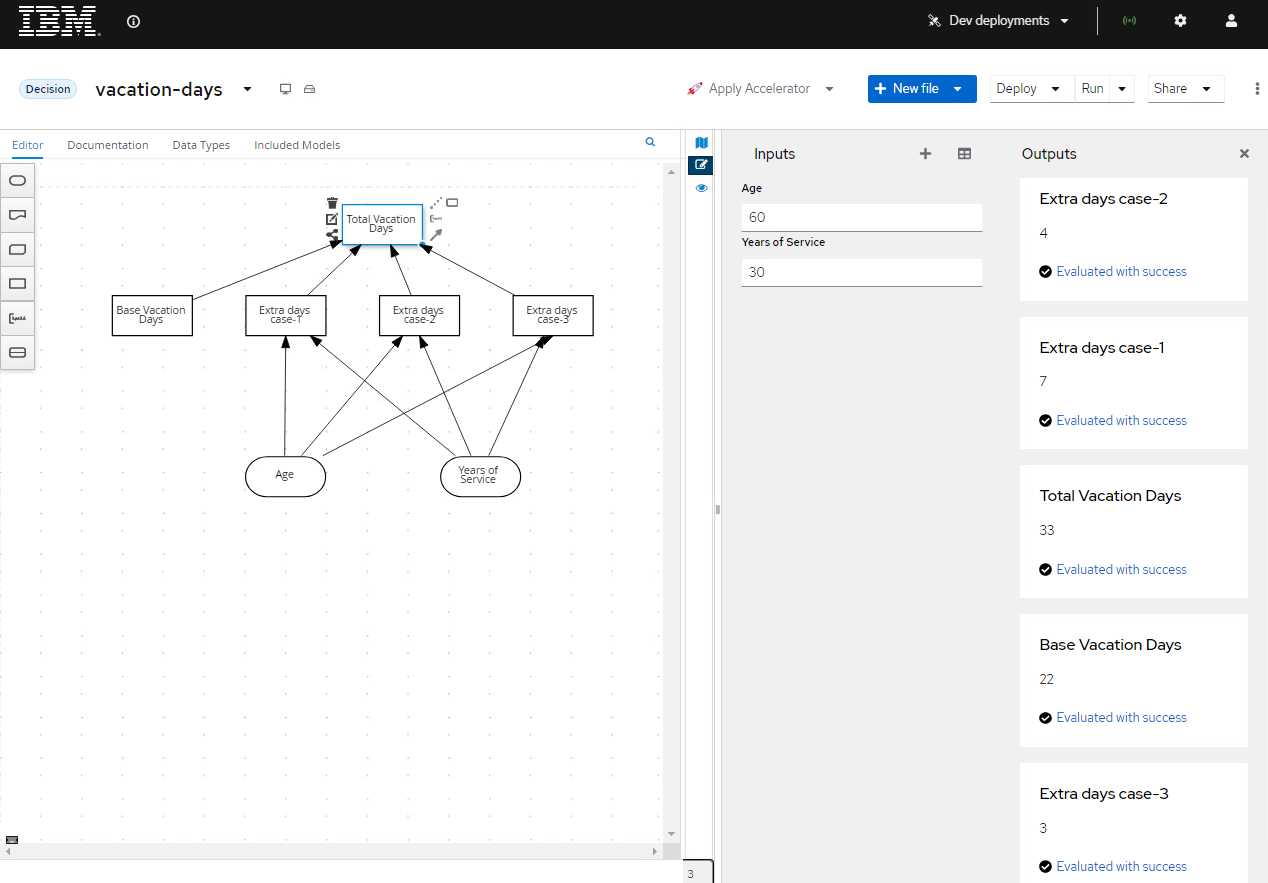 IBM
Dev deployments
Decision
vacation-days
Apply Accelerator
New file
Deploy
Run
Share
Editor
Documentation
Data Types
Included Models
Total Vacation
Days
Base Vacation
Days
Extra days
case-1
Extra days
case-2
Extra days
case-3
Age
Years of
Service
3
Inputs
Age
60
Years of Service
30
Outputs
Extra days case-2
4
Evaluated with success
Extra days case-1
7
Evaluated with success
Total Vacation Days
33
Evaluated with success
Base Vacation Days
22
Evaluated with success
Extra days case-3
3
Evaluated with success